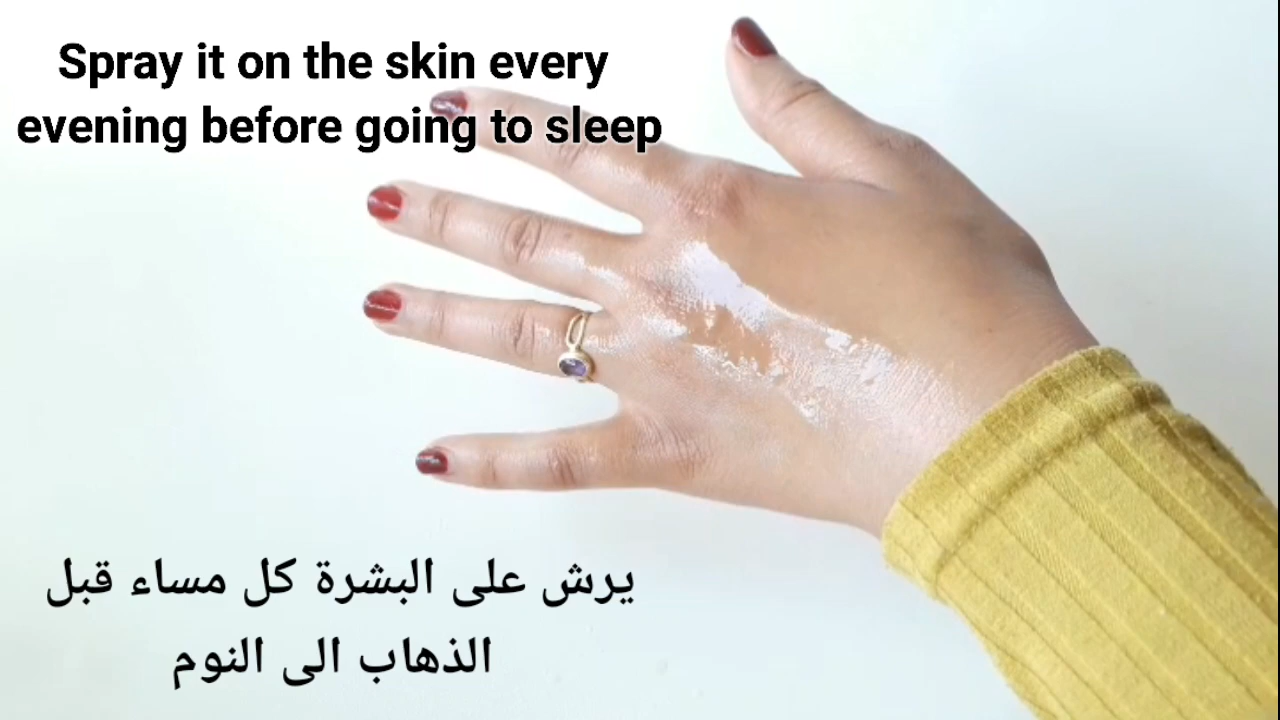 Spray it on the skin every
evening before going to sleep
يرش على البشرة كل مساء قبل
الذهاب الى النوم